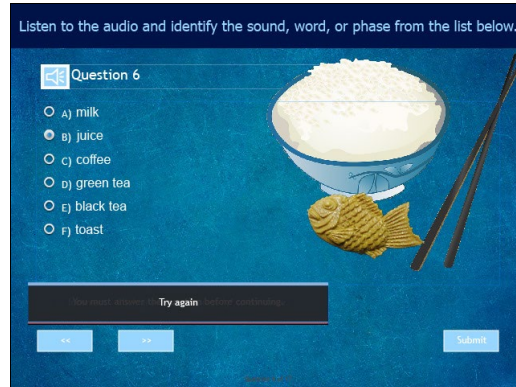 Listen to the audio and identify the sound, word, or phase from the list below.
Question 6
A) milk
B) juice
C) coffee
D) green tea
E) black tea
F) toast
Try again
<< >>
Submit